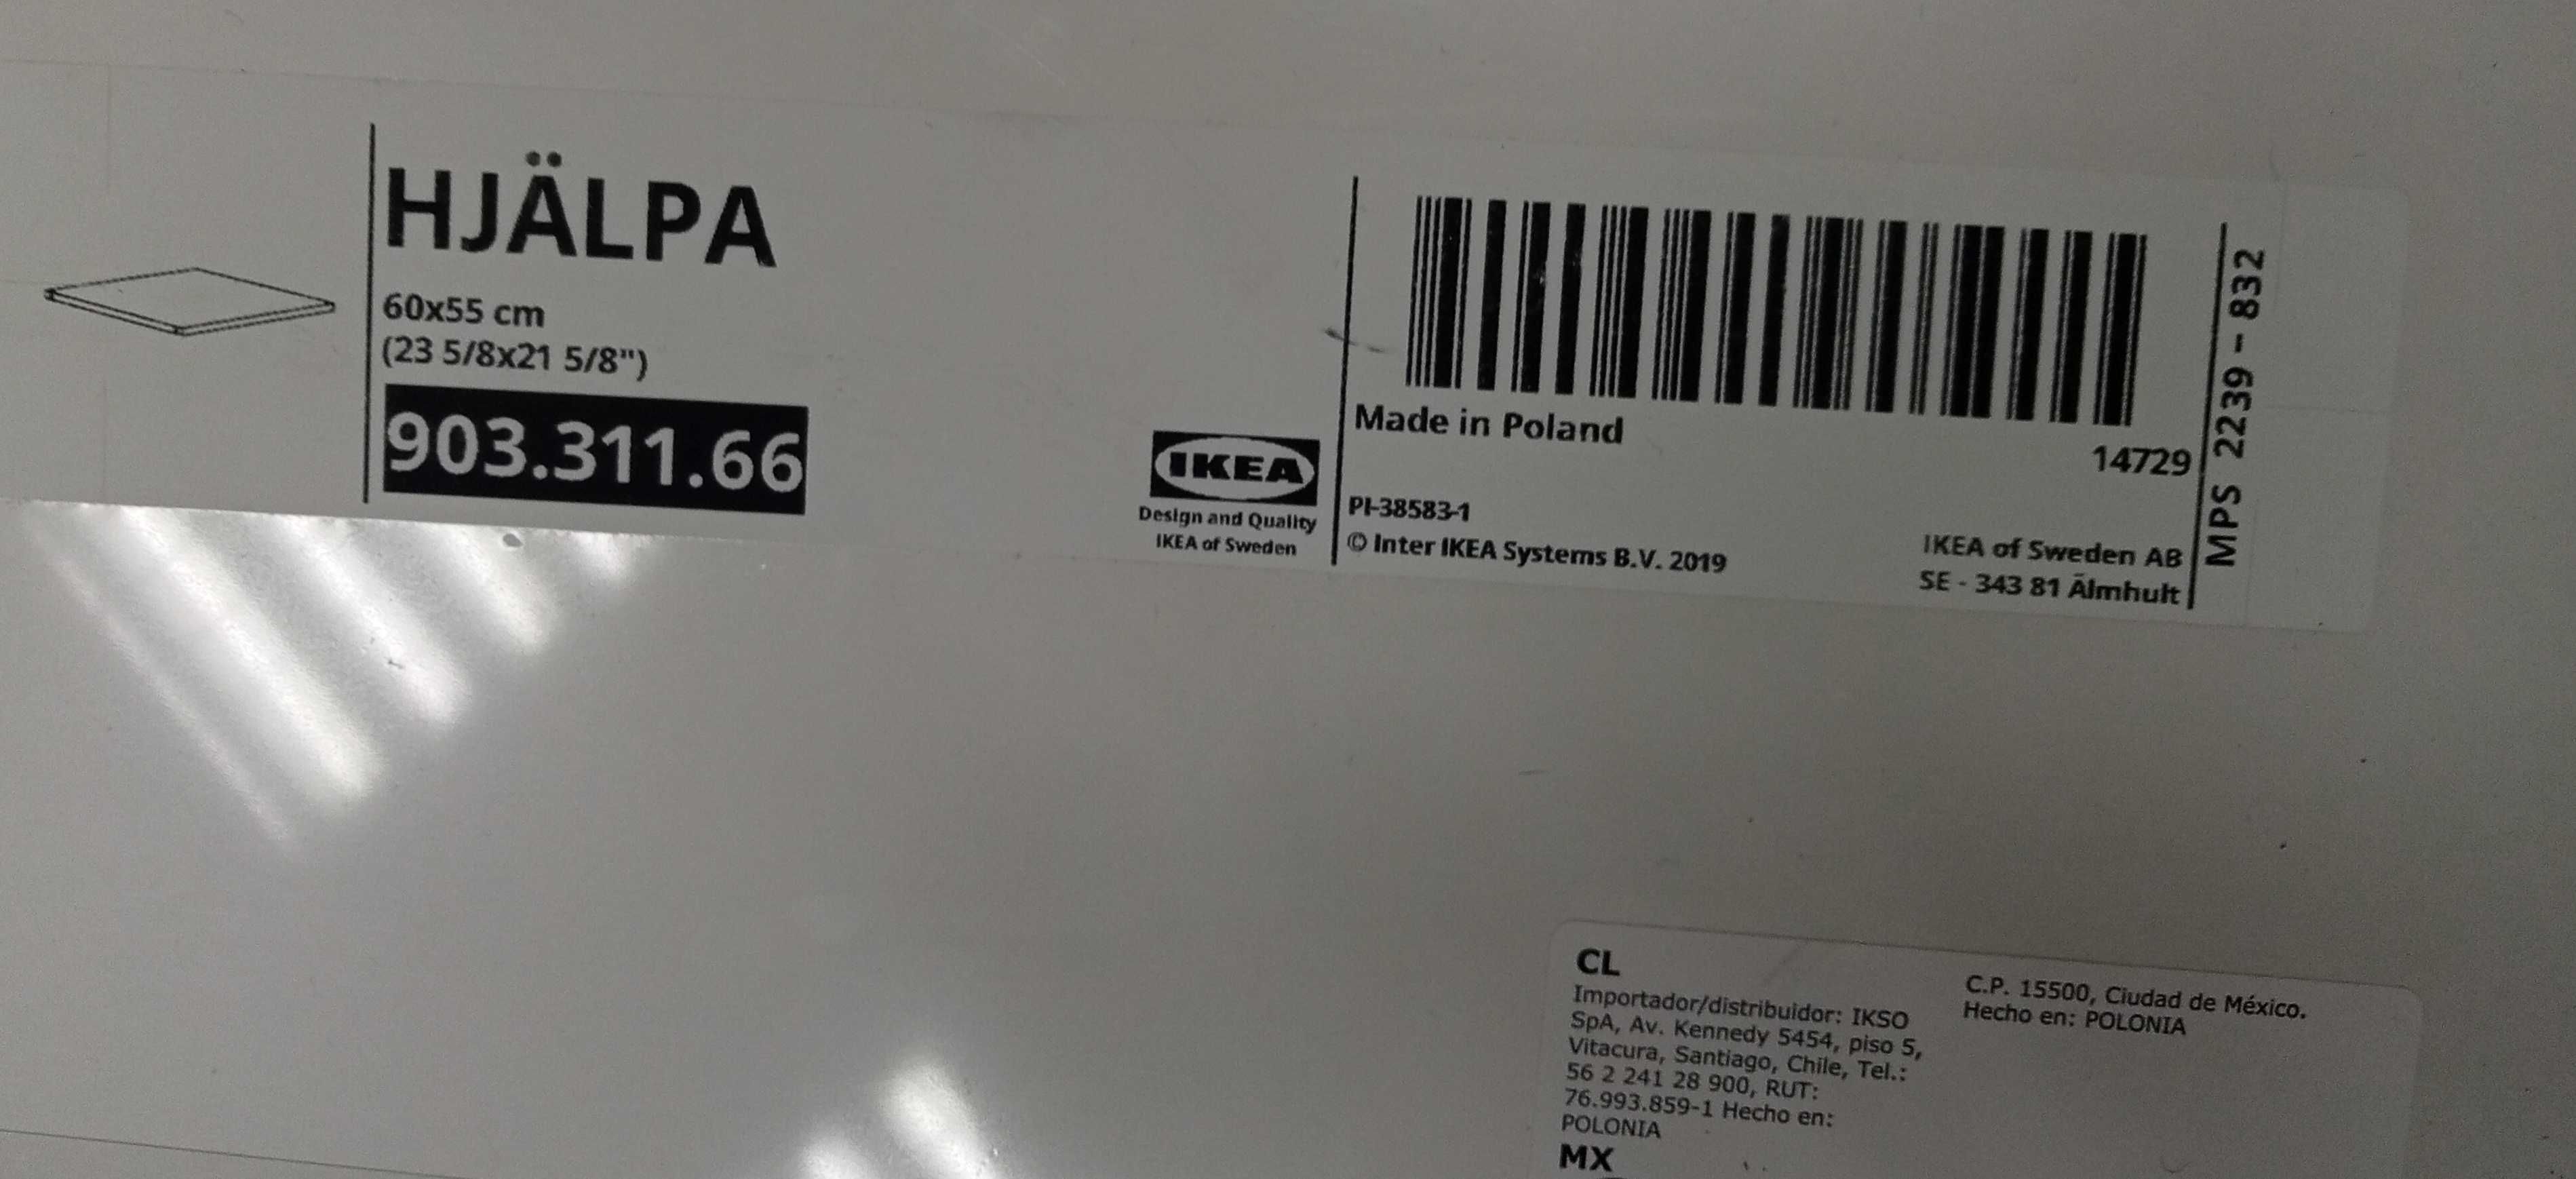 HJÄLPA
60x55 cm
(23 5/8x21 5/8")
903.311.66
IKEA
Design and Quality
IKEA of Sweden
Made in Poland
14729
PI-38583-1
© Inter IKEA Systems B.V. 2019
IKEA of Sweden AB
SE - 343 81 Älmhult
MPS 2239 - 832
CL
Importador/distribuidor: IKSO
SpA, Av. Kennedy 5454, piso 5,
Vitacura, Santiago, Chile, Tel.:
56 2 241 28 900, RUT:
76.993.859-1 Hecho en:
POLONIA
MX
C.P. 15500, Ciudad de México.
Hecho en: POLONIA